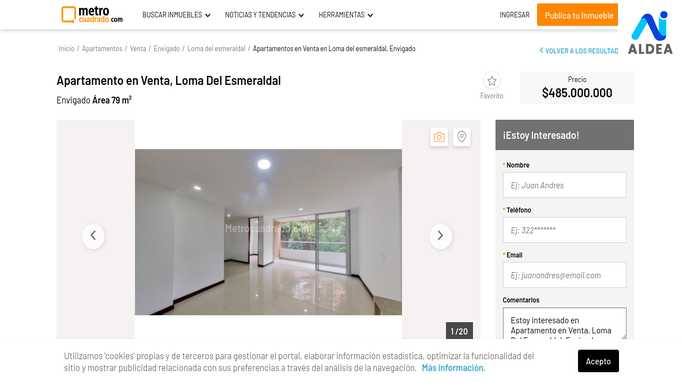 metro
cuadrado.com
BUSCAR INMUEBLES
NOTICIAS Y TENDENCIAS
HERRAMIENTAS
INGRESAR
Publica tu Inmueble
ALDEA
Inicio / Apartamentos / Venta / Envigado / Loma del esmeraldal / Apartamentos en Venta en Loma del esmeraldal, Envigado
VOLVER A LOS RESULTAD
Apartamento en Venta, Loma Del Esmeraldal
Envigado Área 79 m²
Favorito
Precio
$485.000.000
Metrocuadrado.com
1 / 20
¡Estoy Interesado!
* Nombre
Ej: Juan Andres
* Teléfono
Ej: 322*******
* Email
Ej: juanandres@email.com
Comentarios
Estoy interesado en
Apartamento en Venta, Loma
Utilizamos 'cookies' propias y de terceros para gestionar el portal, elaborar información estadística, optimizar la funcionalidad del
sitio y mostrar publicidad relacionada con sus preferencias a través del análisis de la navegación. Más Información.
Acepto